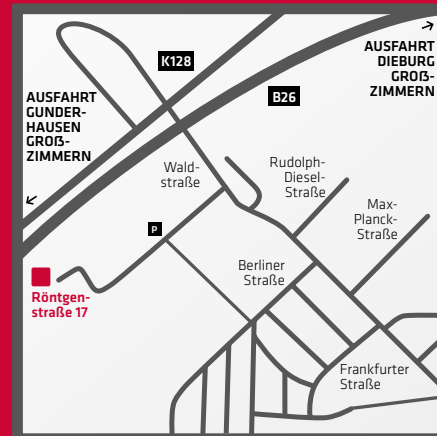 K128
AUSFAHRT
DIEBURG
GROß-
ZIMMERN
AUSFAHRT
GUNDER-
HAUSEN
GROß-
ZIMMERN
B26
Wald-
straße
Rudolph-
Diesel-
Straße
Max-
Planck-
Straße
P
Berliner
Straße
Röntgen-
straße 17
Frankfurter
Straße